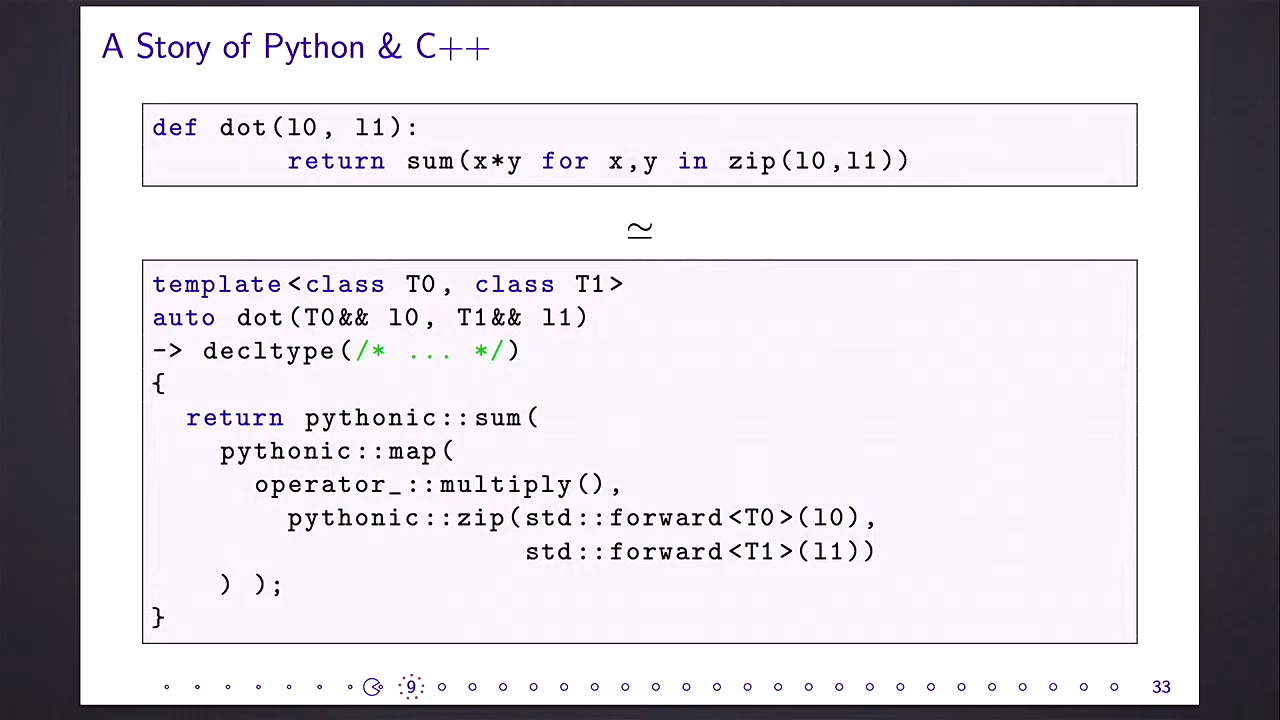 A Story of Python & C++
def dot(l0, l1):
        return sum(x*y for x,y in zip(l0,l1))
≃
template<class T0, class T1>
auto dot(T0&& l0, T1&& l1)
-> decltype(/* ... */)
{
  return pythonic::sum(
    pythonic::map(
      operator_::multiply(),
        pythonic::zip(std::forward<T0>(l0),
                      std::forward<T1>(l1))
    ) );
}
9 33